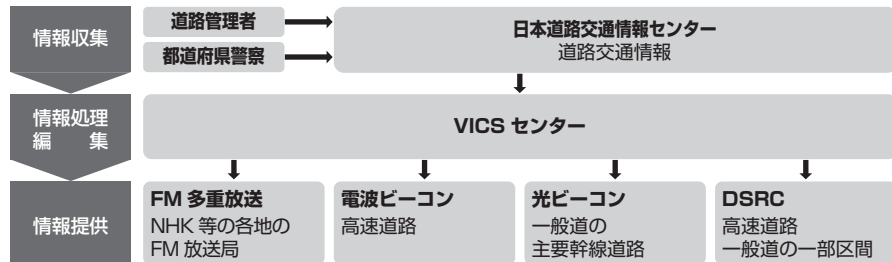 情報収集
道路管理者
都道府県警察
日本道路交通情報センター
道路交通情報
情報処理
編　　集
VICS センター
情報提供
FM 多重放送
NHK 等の各地の
FM 放送局
電波ビーコン
高速道路
光ビーコン
一般道の
主要幹線道路
DSRC
高速道路
一般道の一部区間